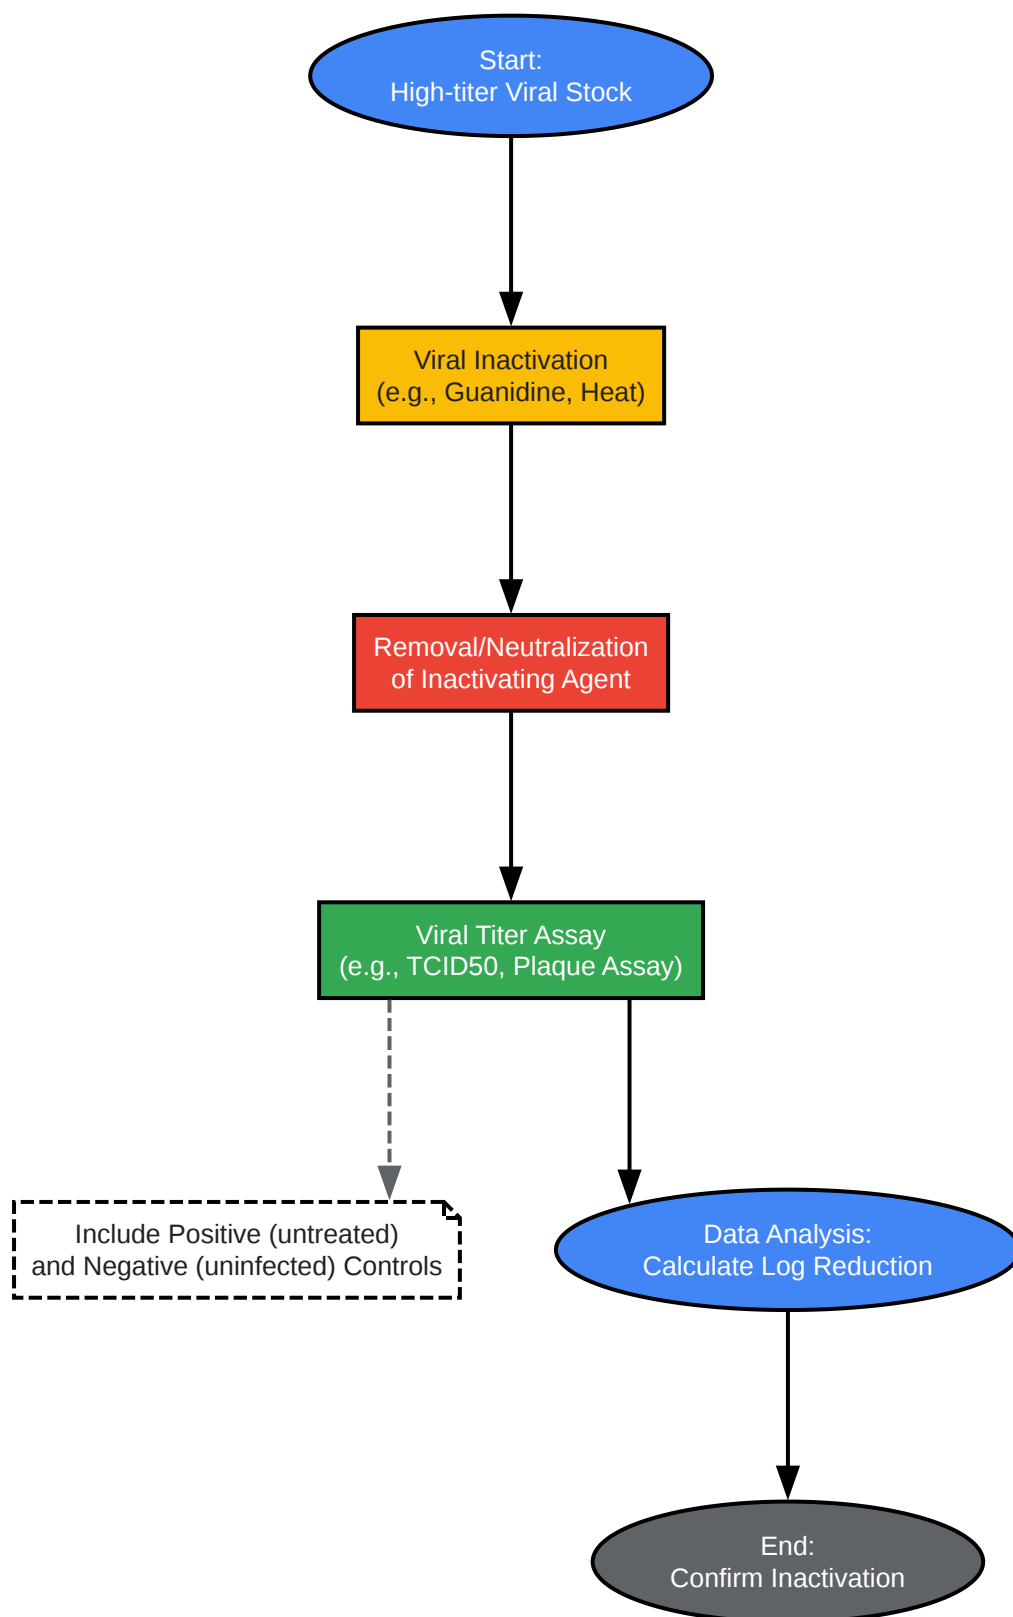 Start:
High-titer Viral Stock
Viral Inactivation
(e.g., Guanidine, Heat)
Removal/Neutralization
of Inactivating Agent
Viral Titer Assay
(e.g., TCID50, Plaque Assay)
Include Positive (untreated)
and Negative (uninfected) Controls
Data Analysis:
Calculate Log Reduction
End:
Confirm Inactivation